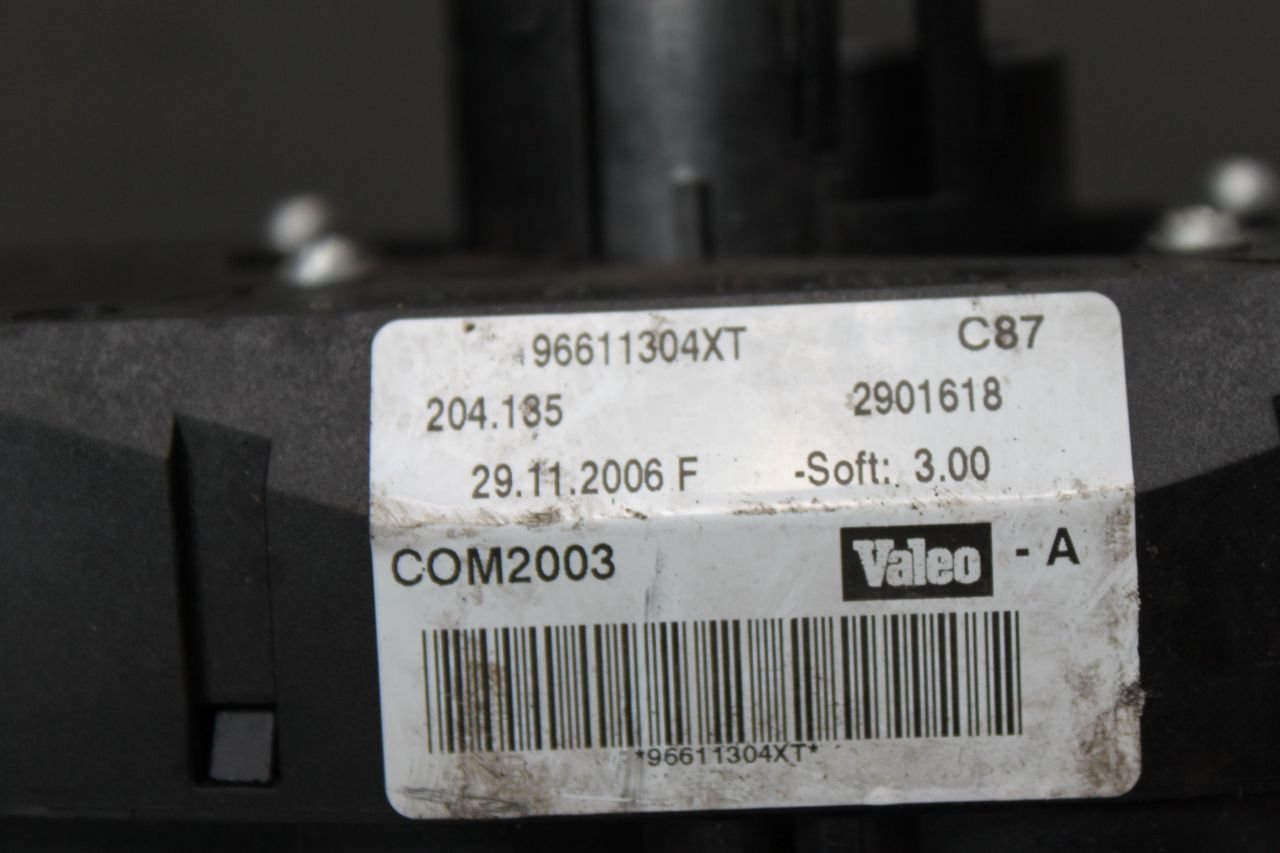 96611304XT C87
204.185 2901618
29.11.2006 F -Soft: 3.00
COM2003 Valeo - A
*96611304XT*